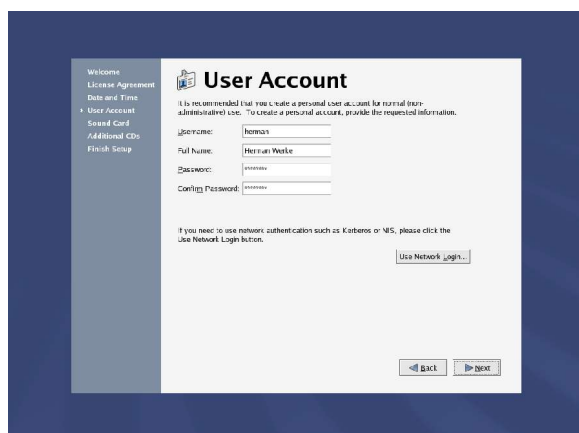 Welcome
License Agreement
Date and Time
User Account
Sound Card
Additional CDs
Finish Setup
User Account
It is recommended that you create a personal user account for normal (non-
administrative) use. To create a personal account, provide the requested information.
Username: herman
Full Name: Herman Werke
Password: ********
Confirm Password: ********
If you need to use network authentication such as Kerberos or NIS, please click the
Use Network Login button.
Use Network Login...
Back
Next